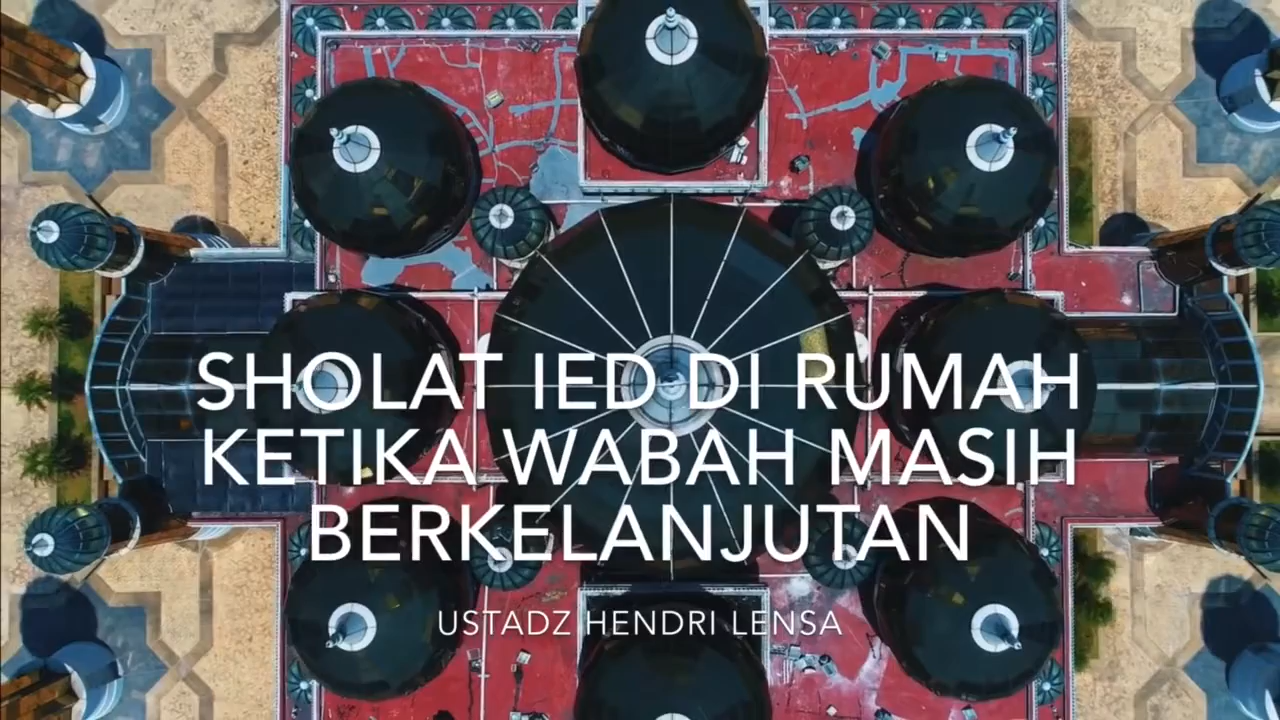 SHOLAT IED DI RUMAH
KETIKA WABAH MASIH
BERKELANJUTAN
USTADZ HENDRI LENSA